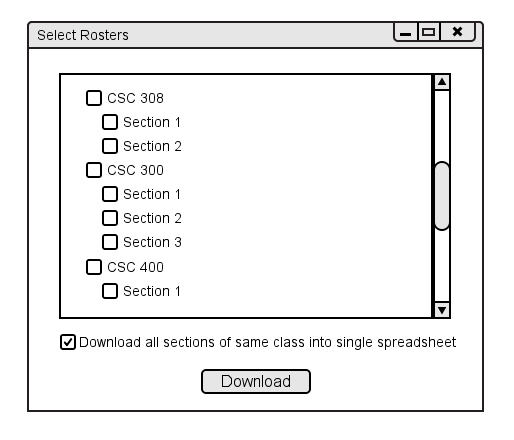 Select Rosters
CSC 308
Section 1
Section 2
CSC 300
Section 1
Section 2
Section 3
CSC 400
Section 1
Download all sections of same class into single spreadsheet
Download